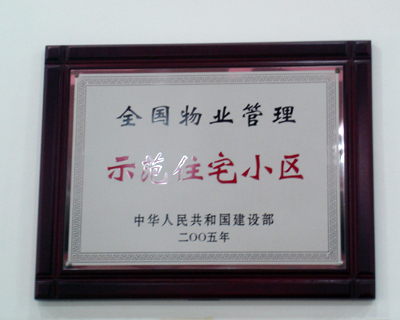 全国物业管理
示范住宅小区
中华人民共和国建设部
二〇〇五年